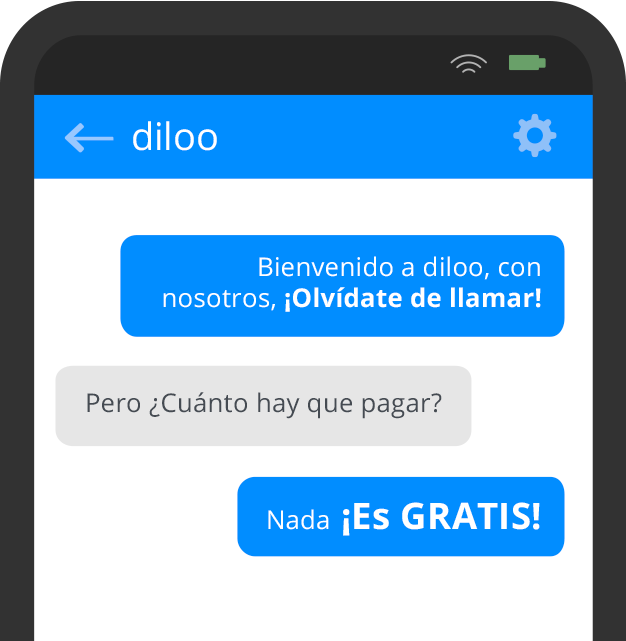 diloo
Bienvenido a diloo, con
nosotros, ¡Olvídate de llamar!
Pero ¿Cuánto hay que pagar?
Nada ¡Es GRATIS!